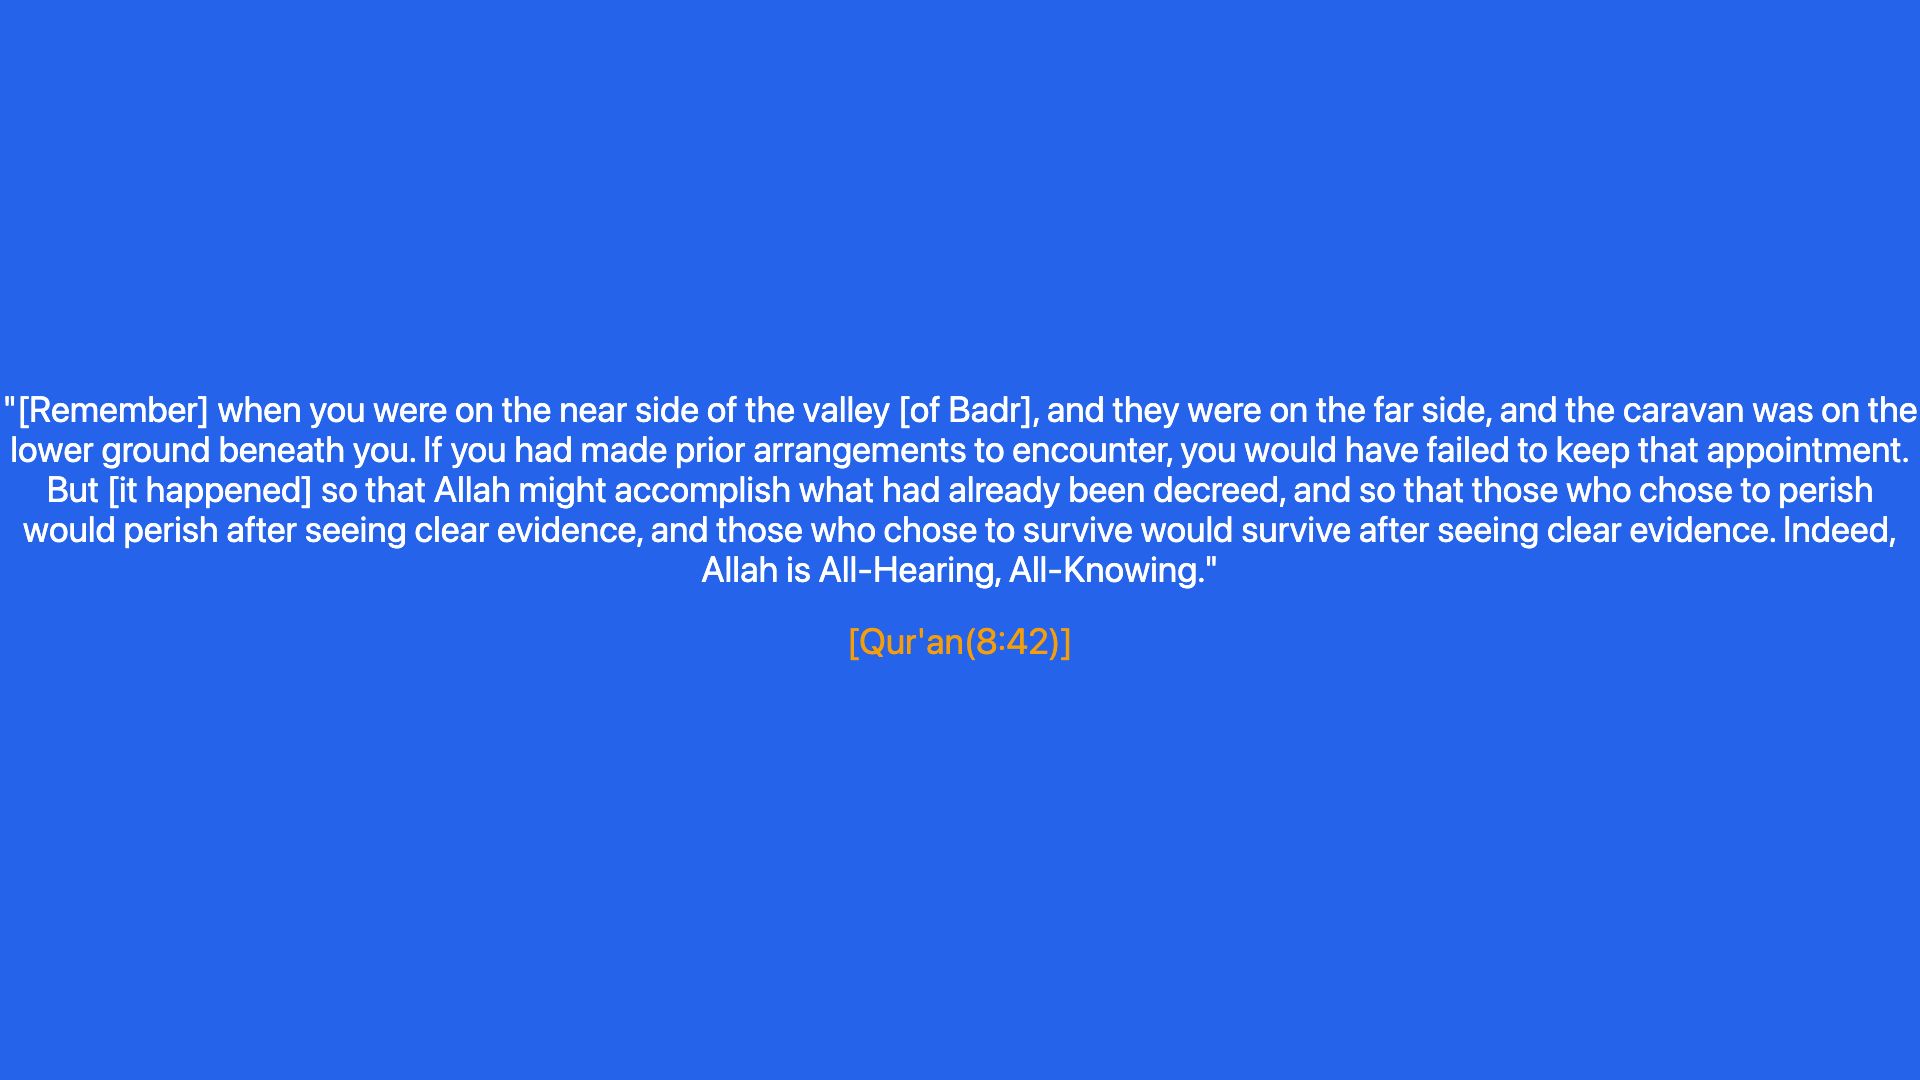 "[Remember] when you were on the near side of the valley [of Badr], and they were on the far side, and the caravan was on the
lower ground beneath you. If you had made prior arrangements to encounter, you would have failed to keep that appointment.
But [it happened] so that Allah might accomplish what had already been decreed, and so that those who chose to perish
would perish after seeing clear evidence, and those who chose to survive would survive after seeing clear evidence. Indeed,
Allah is All-Hearing, All-Knowing."
[Qur'an(8:42)]